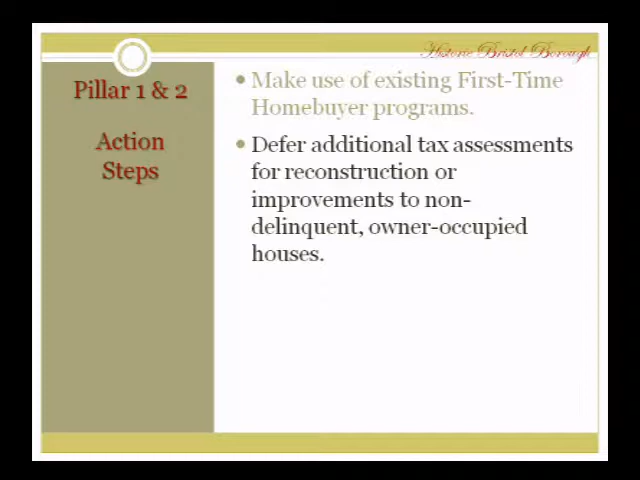 Historic Bristol Borough
Pillar 1 & 2
Action
Steps
Make use of existing First-Time
Homebuyer programs.
Defer additional tax assessments
for reconstruction or
improvements to non-
delinquent, owner-occupied
houses.